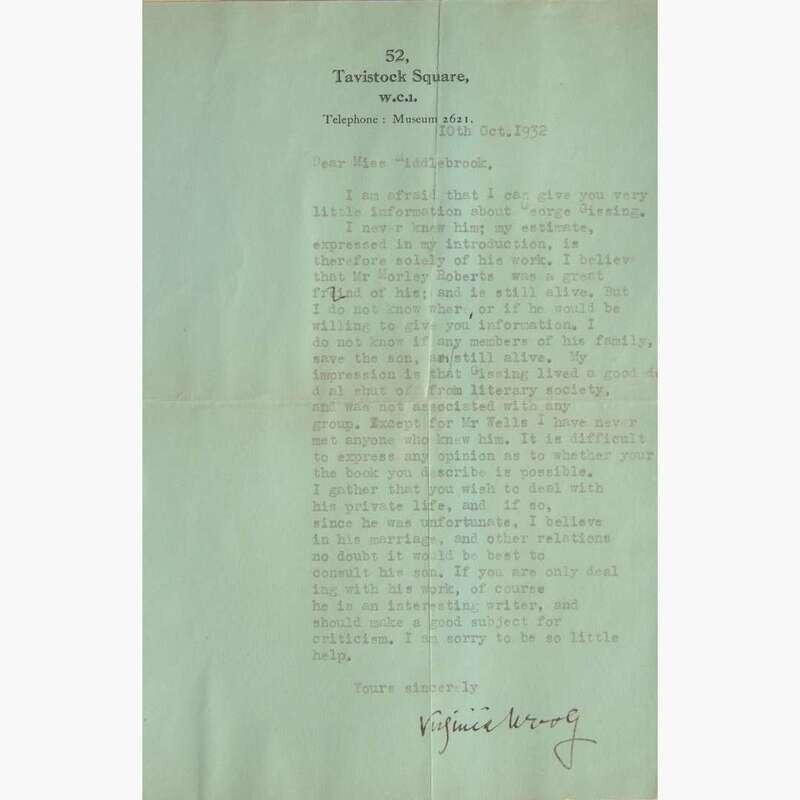 52,
Tavistock Square,
W.C.1.
Telephone : Museum 2621.
10th Oct.1932
Dear Miss Middlebrook,
I am afraid that I can give you very
little information about George Gissing.
I never knew him; my estimate,
expressed in my introduction, is
therefore solely of his work. I believ
that Mr Morley Roberts was a great
freind of his; and is still alive. But
I do not know where, or if he would be
willing to give you information. I
do not know if any members of his family,
save the son, are still alive. My
impression is that Gissing lived a good de
d al shut off from literary society,
and was not associated with any
group. Except for Mr Wells I have never
met anyone who knew him. It is difficult
to express any opinion as to whether your
the book you describe is possible.
I gather that you wish to deal with
his private life, and if so,
since he was unfortunate, I believe
in his marriage, and other relations
no doubt it would be best to
consult his son. If you are only deal
ing with his work, of course
he is an interesting writer, and
should make a good subject for
criticism. I am sorry to be so little
help.
Yours sincerely
Virginia Woolf